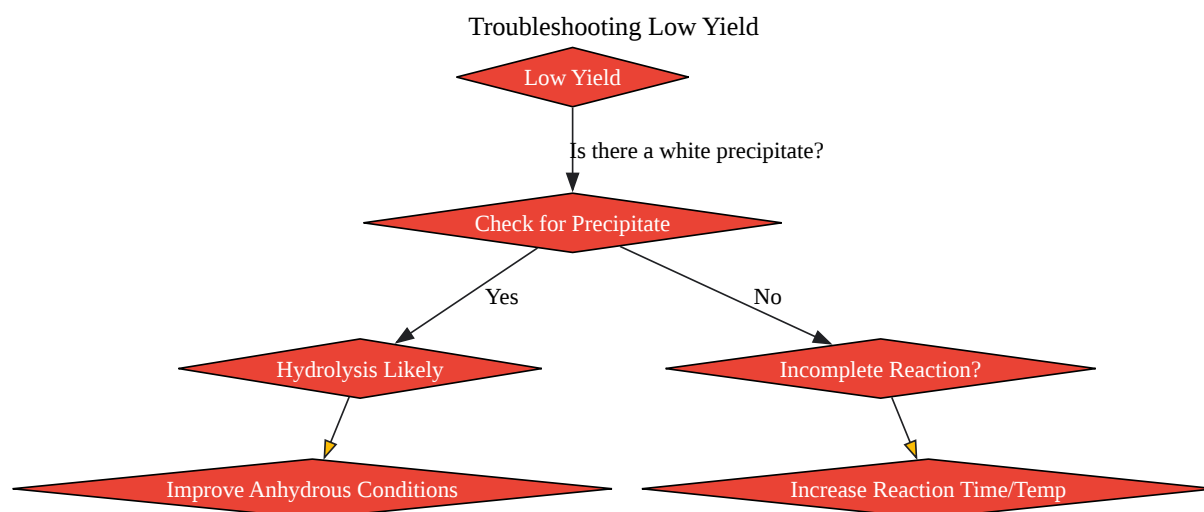 Troubleshooting Low Yield
Low Yield
Is there a white precipitate?
Check for Precipitate
Yes
No
Hydrolysis Likely
Incomplete Reaction?
Improve Anhydrous Conditions
Increase Reaction Time/Temp